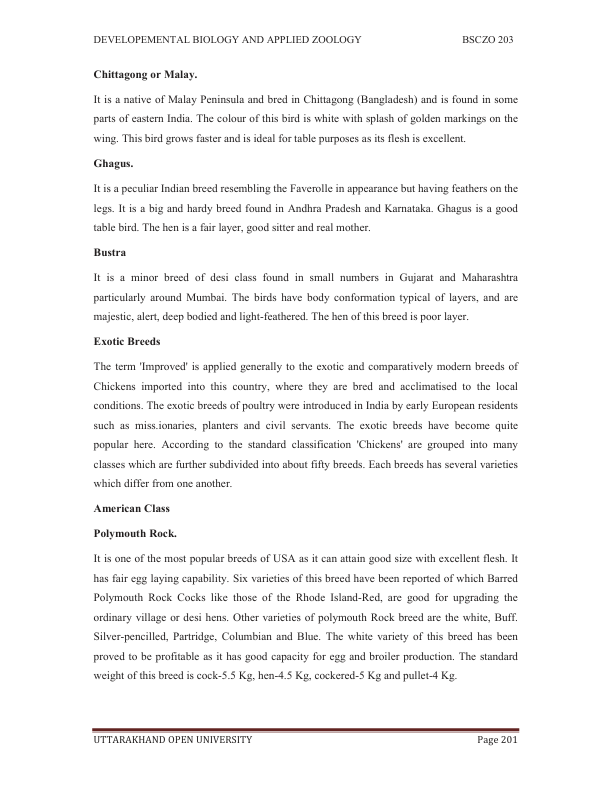 DEVELOPEMENTAL BIOLOGY AND APPLIED ZOOLOGY BSCZO 203
Chittagong or Malay.
It is a native of Malay Peninsula and bred in Chittagong (Bangladesh) and is found in some
parts of eastern India. The colour of this bird is white with splash of golden markings on the
wing. This bird grows faster and is ideal for table purposes as its flesh is excellent.
Ghagus.
It is a peculiar Indian breed resembling the Faverolle in appearance but having feathers on the
legs. It is a big and hardy breed found in Andhra Pradesh and Karnataka. Ghagus is a good
table bird. The hen is a fair layer, good sitter and real mother.
Bustra
It is a minor breed of desi class found in small numbers in Gujarat and Maharashtra
particularly around Mumbai. The birds have body conformation typical of layers, and are
majestic, alert, deep bodied and light-feathered. The hen of this breed is poor layer.
Exotic Breeds
The term 'Improved' is applied generally to the exotic and comparatively modern breeds of
Chickens imported into this country, where they are bred and acclimatised to the local
conditions. The exotic breeds of poultry were introduced in India by early European residents
such as miss.ionaries, planters and civil servants. The exotic breeds have become quite
popular here. According to the standard classification 'Chickens' are grouped into many
classes which are further subdivided into about fifty breeds. Each breeds has several varieties
which differ from one another.
American Class
Polymouth Rock.
It is one of the most popular breeds of USA as it can attain good size with excellent flesh. It
has fair egg laying capability. Six varieties of this breed have been reported of which Barred
Polymouth Rock Cocks like those of the Rhode Island-Red, are good for upgrading the
ordinary village or desi hens. Other varieties of polymouth Rock breed are the white, Buff.
Silver-pencilled, Partridge, Columbian and Blue. The white variety of this breed has been
proved to be profitable as it has good capacity for egg and broiler production. The standard
weight of this breed is cock-5.5 Kg, hen-4.5 Kg, cockered-5 Kg and pullet-4 Kg.
UTTARAKHAND OPEN UNIVERSITY Page 201